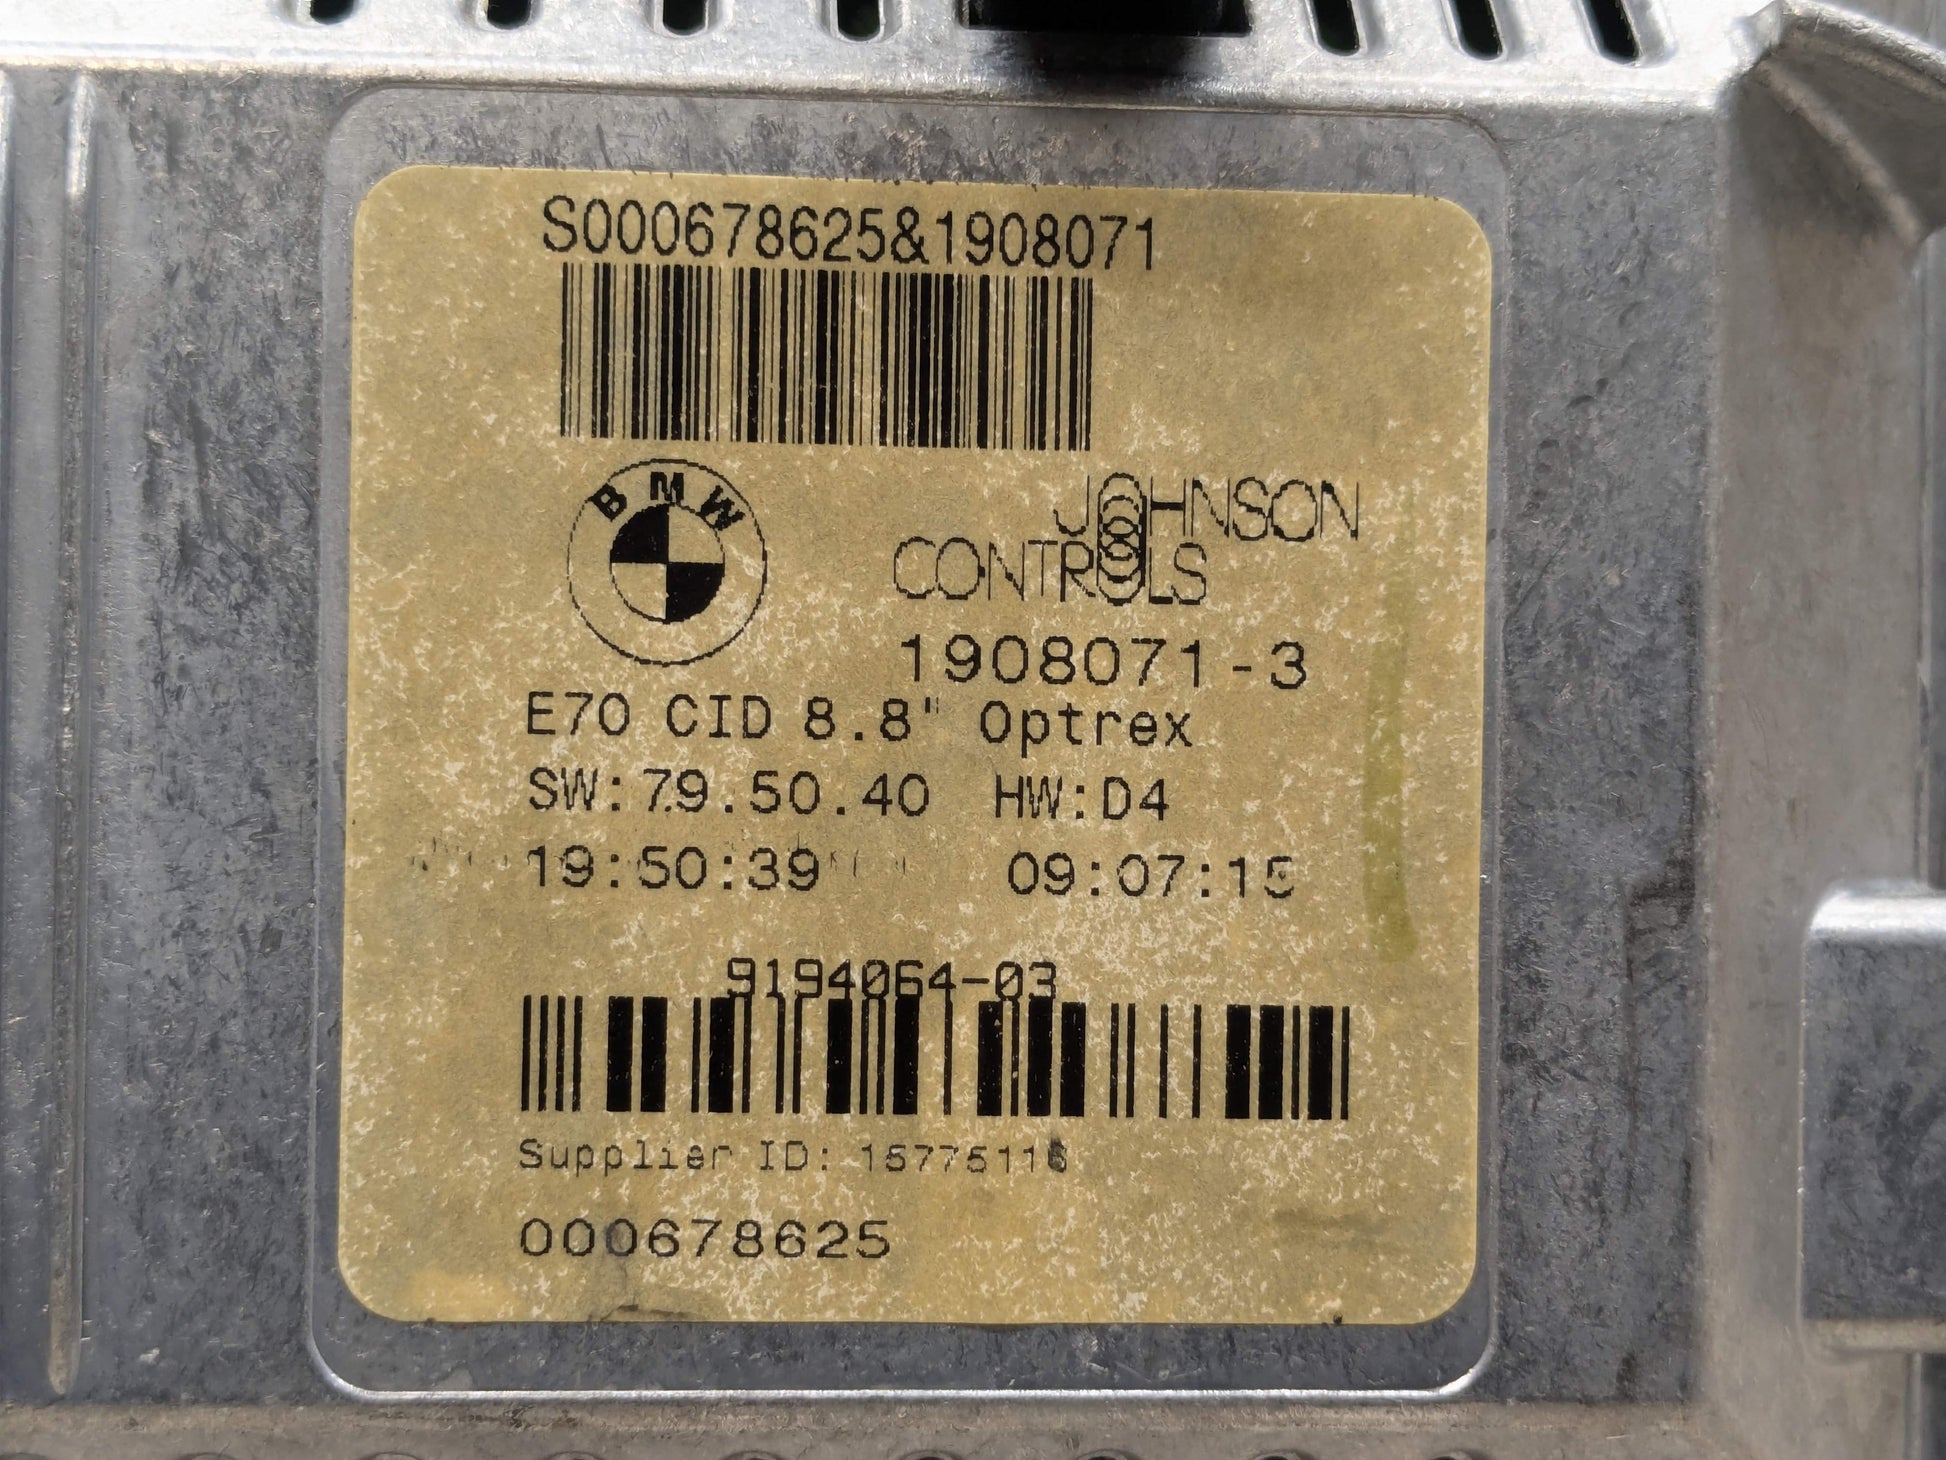 S000678625&1908071
BMW
JOHNSON
CONTROLS
1908071-3
E70 CID 8.8" Optrex
SW:79.50.40 HW:D4
19:50:39 09:07:15
9194064-03
Supplier ID: 15775116
000678625